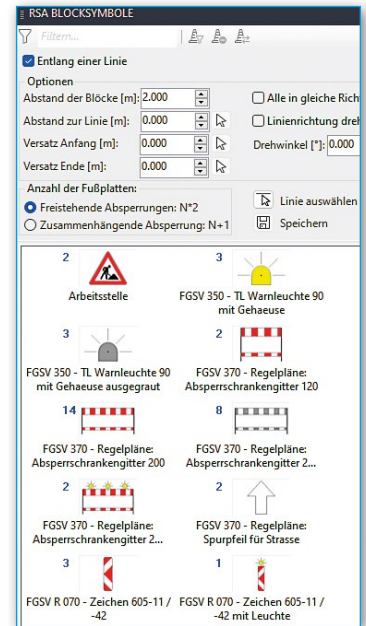 RSA BLOCKSYMBOLE
Filtern...
Entlang einer Linie
Optionen
Abstand der Blöcke [m]: 2.000
Alle in gleiche Rich
Abstand zur Linie [m]: 0.000
Linienrichtung dreh
Versatz Anfang [m]: 0.000
Drehwinkel [°]: 0.000
Versatz Ende [m]: 0.000
Anzahl der Fußplatten:
Freistehende Absperrungen: N*2
Zusammenhängende Absperrung: N+1
Linie auswählen
Speichern
2
Arbeitsstelle
3
FGSV 350 - TL Warnleuchte 90
mit Gehaeuse
3
FGSV 350 - TL Warnleuchte 90
mit Gehaeuse ausgegraut
2
FGSV 370 - Regelpläne:
Absperrschrankengitter 120
14
FGSV 370 - Regelpläne:
Absperrschrankengitter 200
8
FGSV 370 - Regelpläne:
Absperrschrankengitter 2...
2
FGSV 370 - Regelpläne:
Absperrschrankengitter 2...
2
FGSV 370 - Regelpläne:
Spurpfeil für Strasse
3
FGSV R 070 - Zeichen 605-11 /
-42
1
FGSV R 070 - Zeichen 605-11 /
-42 mit Leuchte